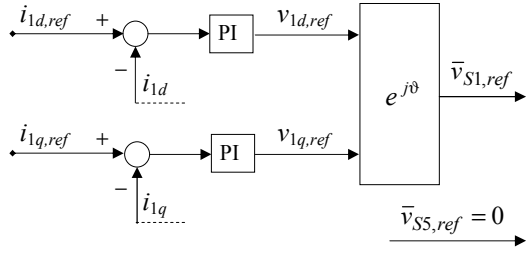 i1d,ref
+
−
PI
v1d,ref
i1d
e jϑ
v̅S1,ref
i1q,ref
+
−
PI
v1q,ref
i1q
v̅S5,ref = 0